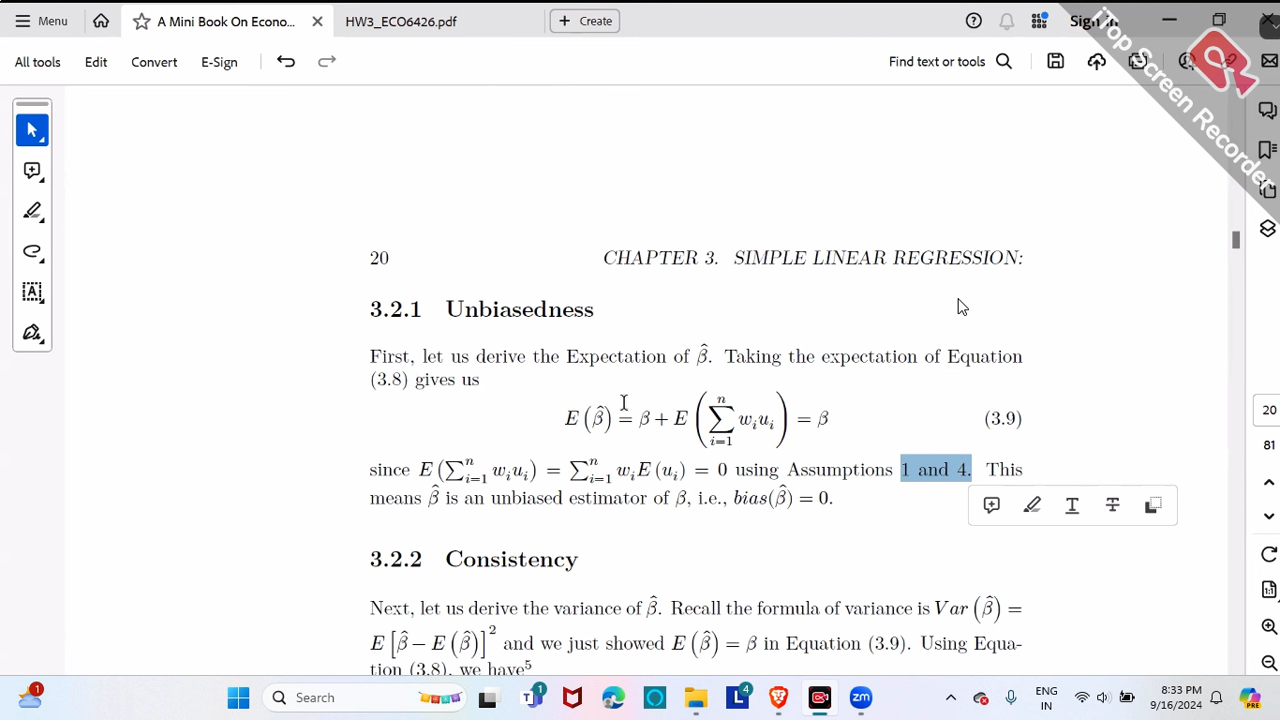 Menu
A Mini Book On Econo...
HW3_ECO6426.pdf
Create
Sign in
All tools
Edit
Convert
E-Sign
Find text or tools
iTop Screen Recorder
20
CHAPTER 3. SIMPLE LINEAR REGRESSION:
3.2.1 Unbiasedness
First, let us derive the Expectation of β̂. Taking the expectation of Equation
(3.8) gives us
E(β̂) = β + E(∑ⁿᵢ₌₁ wᵢuᵢ) = β (3.9)
since E(∑ⁿᵢ₌₁ wᵢuᵢ) = ∑ⁿᵢ₌₁ wᵢE(uᵢ) = 0 using Assumptions 1 and 4. This
means β̂ is an unbiased estimator of β, i.e., bias(β̂) = 0.
3.2.2 Consistency
Next, let us derive the variance of β̂. Recall the formula of variance is Var(β̂) =
E[β̂ − E(β̂)]² and we just showed E(β̂) = β in Equation (3.9). Using Equa-
tion (3.8), we have⁵
20
81
1:1
1
Search
1
4
ENG
IN
8:33 PM
9/16/2024
PRE